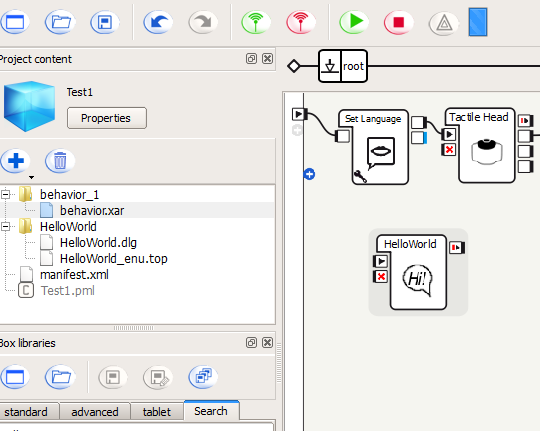 Project content
Test1
Properties
behavior_1
behavior.xar
HelloWorld
HelloWorld.dlg
HelloWorld_enu.top
manifest.xml
Test1.pml
Box libraries
standard
advanced
tablet
Search
root
Set Language
Tactile Head
HelloWorld
Hi!